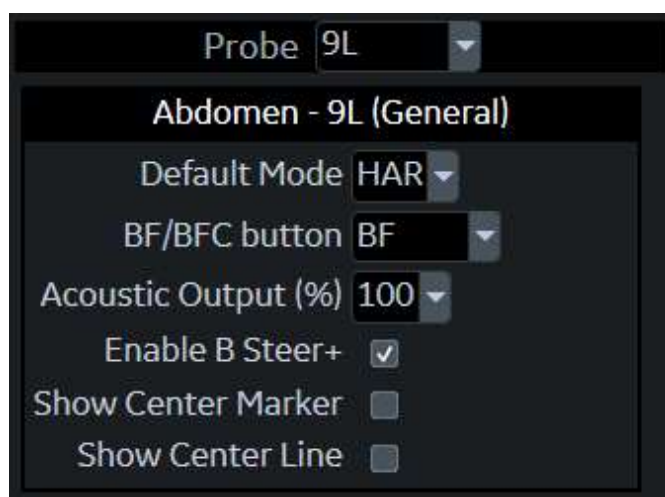 Probe 9L
Abdomen - 9L (General)
Default Mode HAR
BF/BFC button BF
Acoustic Output (%) 100
Enable B Steer+
Show Center Marker
Show Center Line